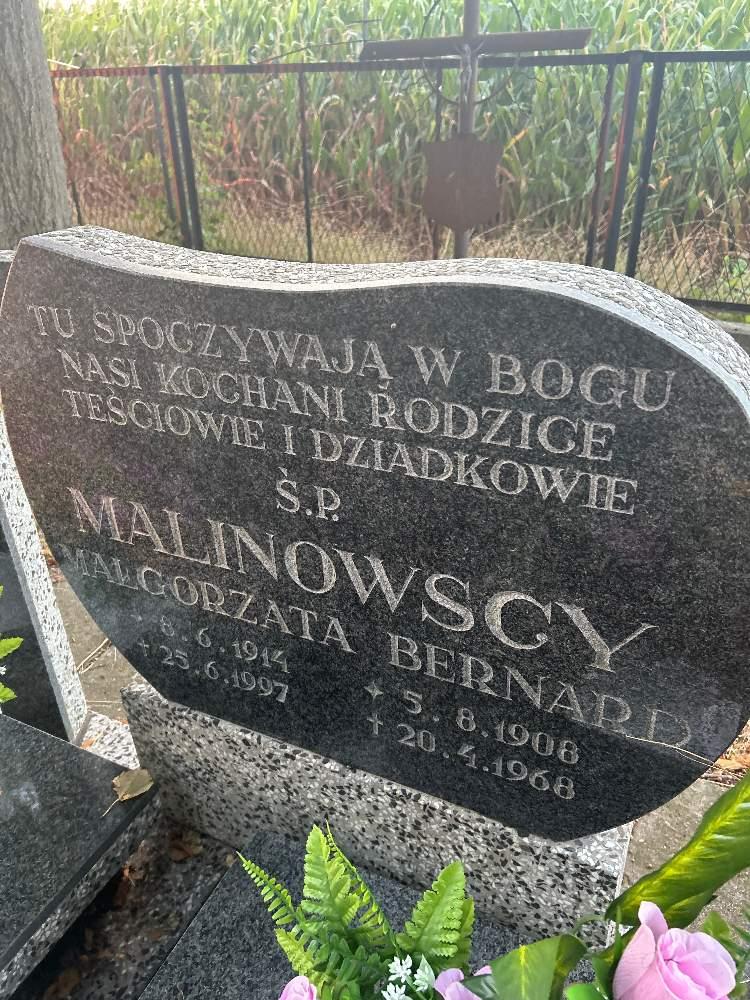 TU SPOCZYWAJĄ W BOGU
NASI KOCHANI RODZICE
TEŚCIOWIE I DZIADKOWIE
Ś.P.
MALINOWSCY
MAŁGORZATA BERNARD
* 8.6.1914 * 5.8.1908
† 25.6.1997 † 20.4.1968